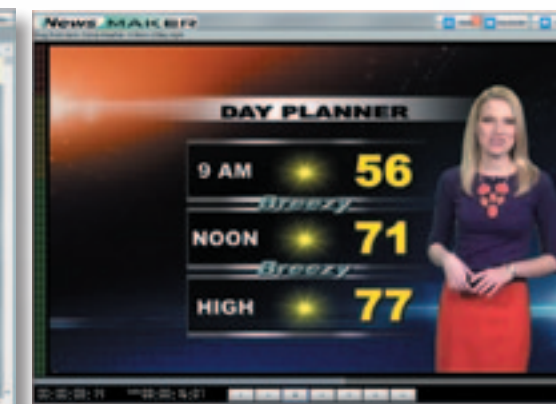 News MAKER
DAY PLANNER
9 AM 56
Breezy
NOON 71
Breezy
HIGH 77